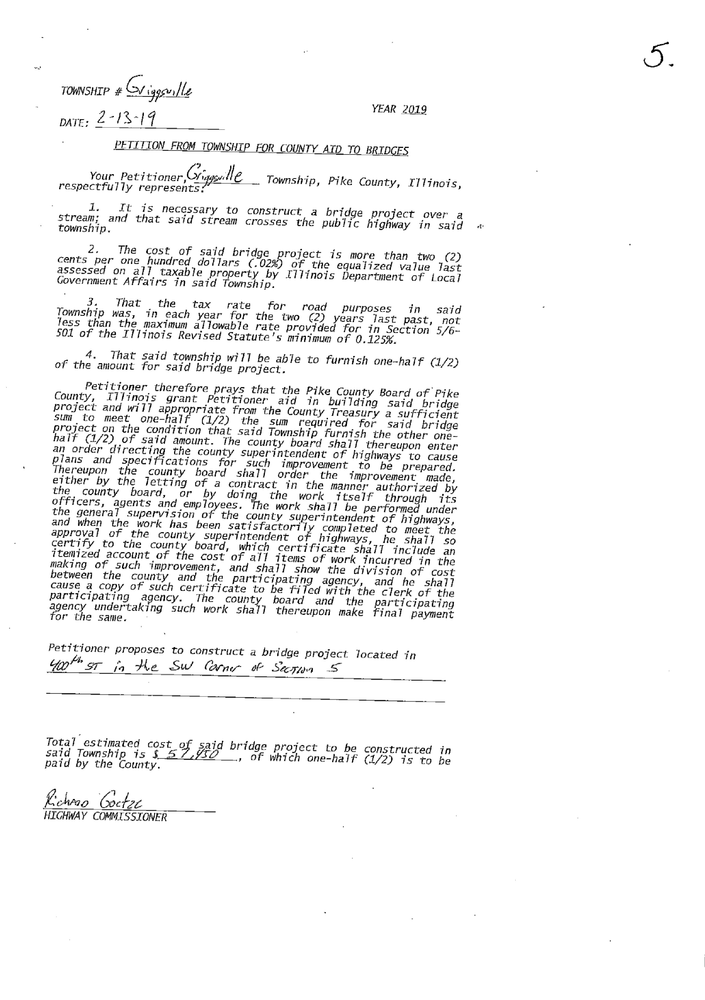 5.
TOWNSHIP # Griggsville
YEAR 2019
DATE: 2-13-19
PETITION FROM TOWNSHIP FOR COUNTY AID TO BRIDGES
Your Petitioner, Griggsville Township, Pike County, Illinois,
respectfully represents:
1. It is necessary to construct a bridge project over a
stream; and that said stream crosses the public highway in said
township.
2. The cost of said bridge project is more than two (2)
cents per one hundred dollars (.02%) of the equalized value last
assessed on all taxable property by Illinois Department of Local
Government Affairs in said Township.
3. That the tax rate for road purposes in said
Township was, in each year for the two (2) years last past, not
less than the maximum allowable rate provided for in Section 5/6-
501 of the Illinois Revised Statute's minimum of 0.125%.
4. That said township will be able to furnish one-half (1/2)
of the amount for said bridge project.
Petitioner therefore prays that the Pike County Board of Pike
County, Illinois grant Petitioner aid in building said bridge
project and will appropriate from the County Treasury a sufficient
sum to meet one-half (1/2) the sum required for said bridge
project on the condition that said Township furnish the other one-
half (1/2) of said amount. The county board shall thereupon enter
an order directing the county superintendent of highways to cause
plans and specifications for such improvement to be prepared.
Thereupon the county board shall order the improvement made,
either by the letting of a contract in the manner authorized by
the county board, or by doing the work itself through its
officers, agents and employees. The work shall be performed under
the general supervision of the county superintendent of highways,
and when the work has been satisfactorily completed to meet the
approval of the county superintendent of highways, he shall so
certify to the county board, which certificate shall include an
itemized account of the cost of all items of work incurred in the
making of such improvement, and shall show the division of cost
between the county and the participating agency, and he shall
cause a copy of such certificate to be filed with the clerk of the
participating agency. The county board and the participating
agency undertaking such work shall thereupon make final payment
for the same.
Petitioner proposes to construct a bridge project located in
400th ST in the SW Corner of Section 5
Total estimated cost of said bridge project to be constructed in
said Township is $ 57,450, of which one-half (1/2) is to be
paid by the County.
Richard Goetze
HIGHWAY COMMISSIONER